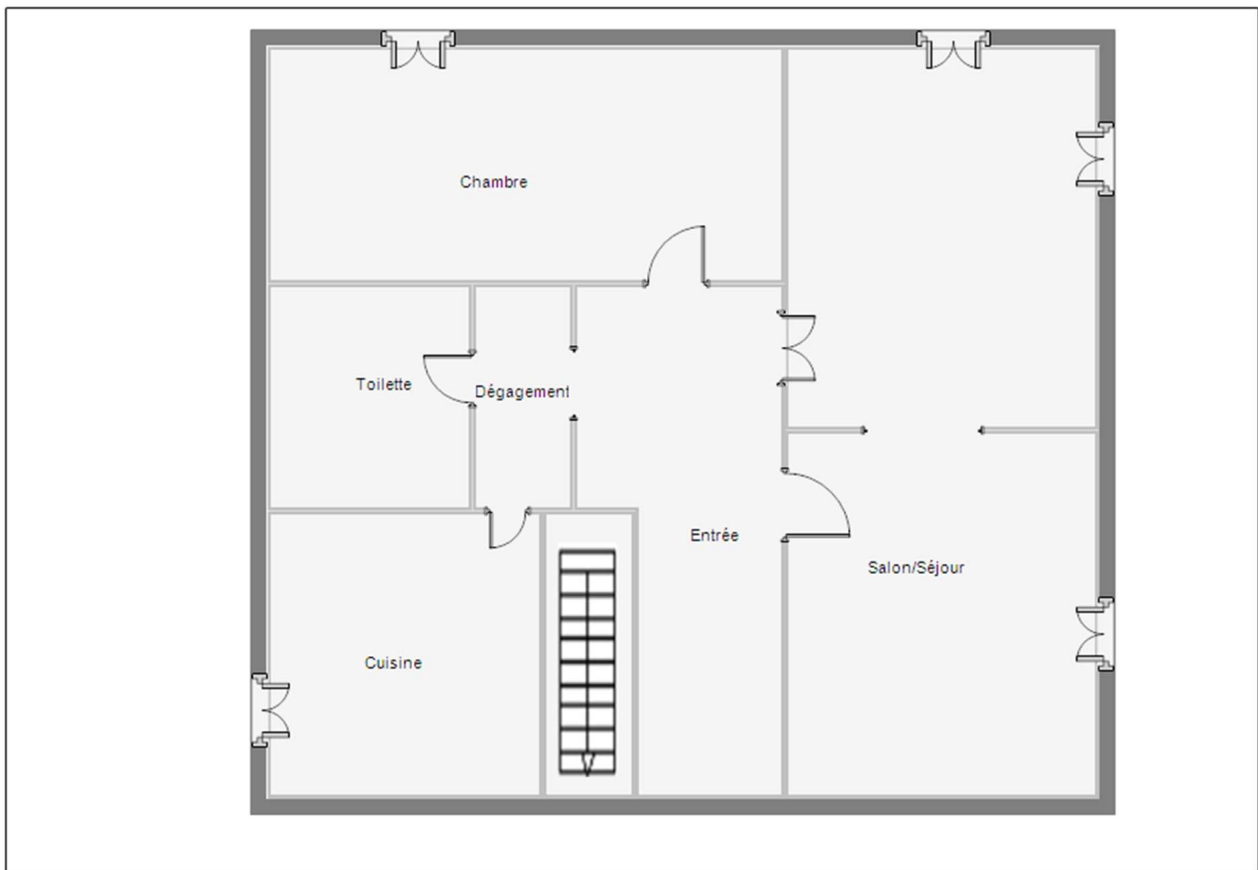 Chambre
Toilette
Dégagement
Entrée
Salon/Séjour
Cuisine